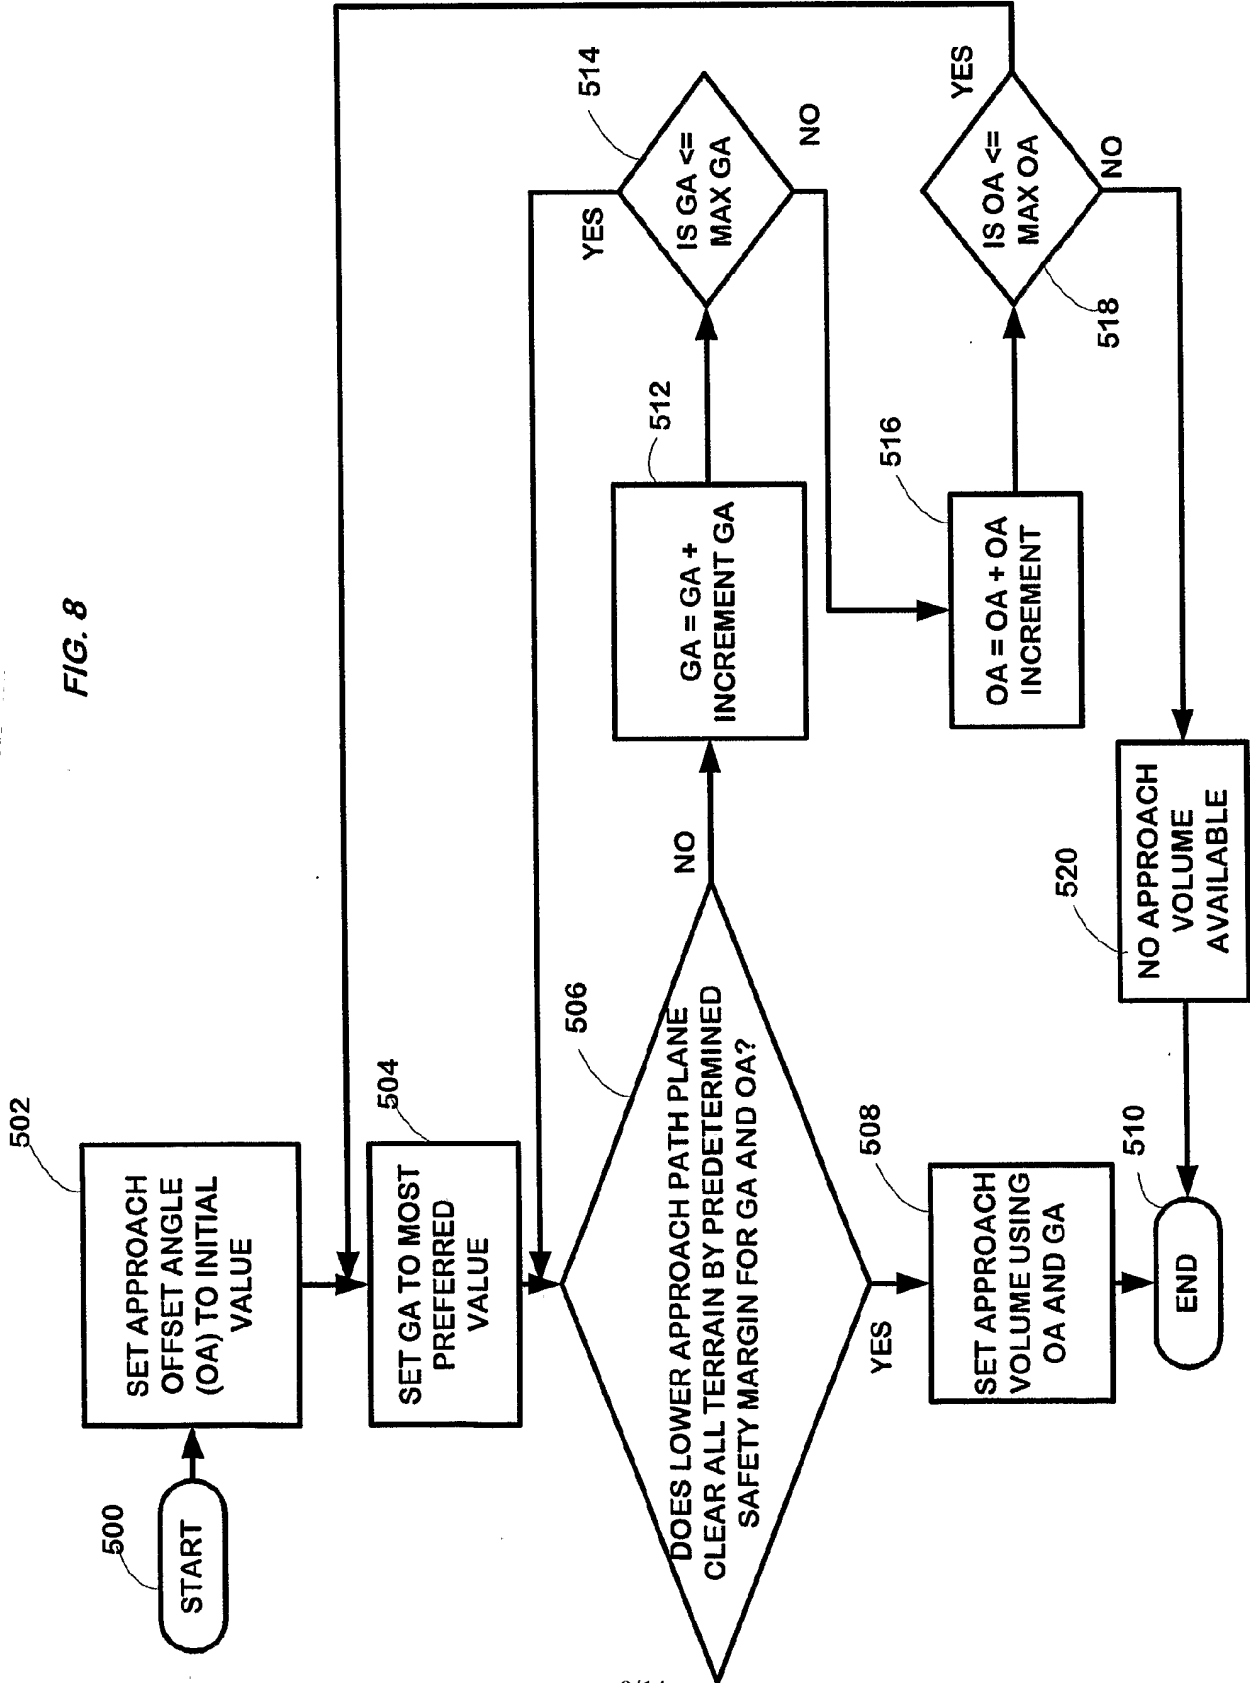 FIG. 8
500
START
502
SET APPROACH
OFFSET ANGLE
(OA) TO INITIAL
VALUE
504
SET GA TO MOST
PREFERRED
VALUE
506
DOES LOWER APPROACH PATH PLANE
CLEAR ALL TERRAIN BY PREDETERMINED
SAFETY MARGIN FOR GA AND OA?
NO
YES
508
SET APPROACH
VOLUME USING
OA AND GA
510
END
512
GA = GA +
INCREMENT GA
514
IS GA <=
MAX GA
YES
NO
516
OA = OA + OA
INCREMENT
518
IS OA <=
MAX OA
YES
NO
520
NO APPROACH
VOLUME
AVAILABLE